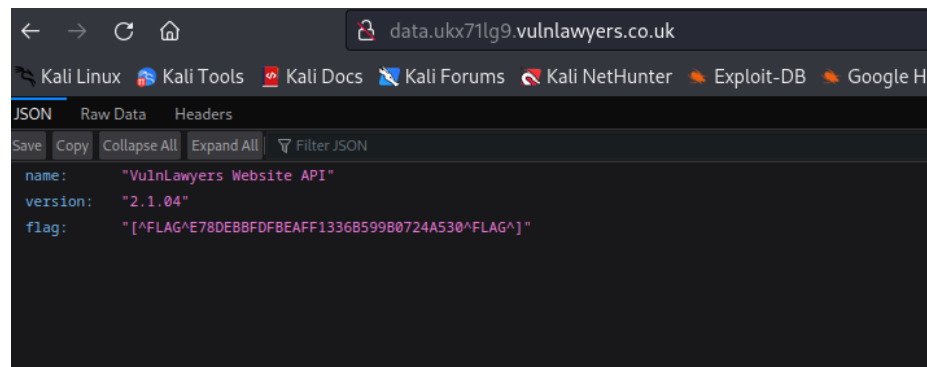 data.ukx71lg9.vulnlawyers.co.uk
Kali Linux Kali Tools Kali Docs Kali Forums Kali NetHunter Exploit-DB Google H
JSON Raw Data Headers
Save Copy Collapse All Expand All Filter JSON
name: "VulnLawyers Website API"
version: "2.1.04"
flag: "[^FLAG^E78DEBBFDFBEAFF1336B599B0724A530^FLAG^]"